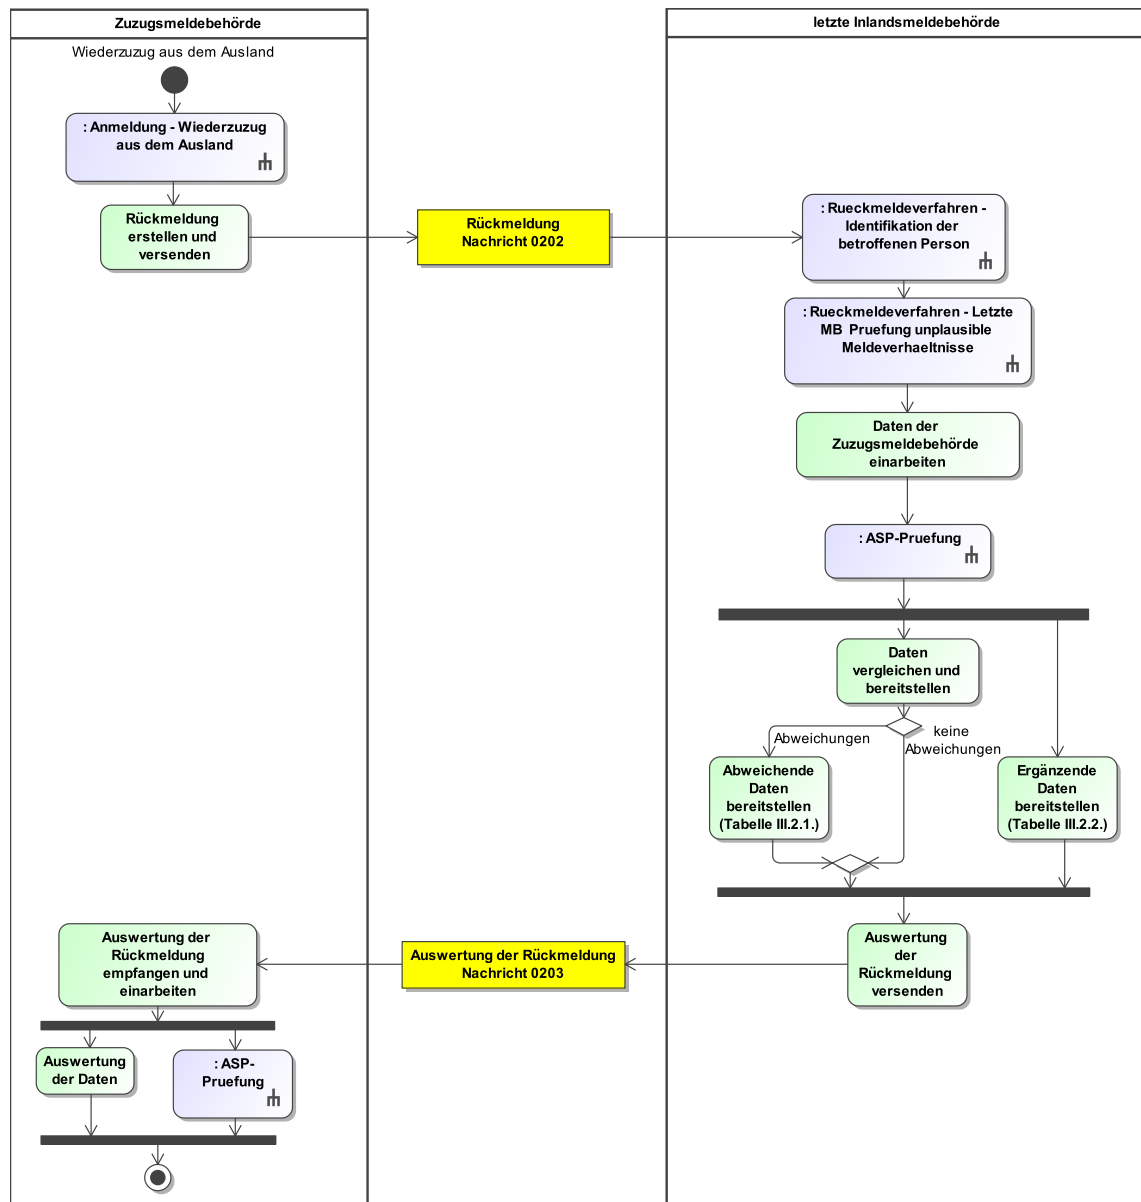 Zuzugsmeldebehörde
letzte Inlandsmeldebehörde
Wiederzuzug aus dem Ausland
: Anmeldung - Wiederzuzug
aus dem Ausland
Rückmeldung
erstellen und
versenden
Rückmeldung
Nachricht 0202
: Rueckmeldeverfahren -
Identifikation der
betroffenen Person
: Rueckmeldeverfahren - Letzte
MB Pruefung unplausible
Meldeverhaeltnisse
Daten der
Zuzugsmeldebehörde
einarbeiten
: ASP-Pruefung
Daten
vergleichen und
bereitstellen
Abweichungen
keine
Abweichungen
Abweichende
Daten
bereitstellen
(Tabelle III.2.1.)
Ergänzende
Daten
bereitstellen
(Tabelle III.2.2.)
Auswertung
der
Rückmeldung
versenden
Auswertung der Rückmeldung
Nachricht 0203
Auswertung der
Rückmeldung
empfangen und
einarbeiten
Auswertung
der Daten
: ASP-
Pruefung